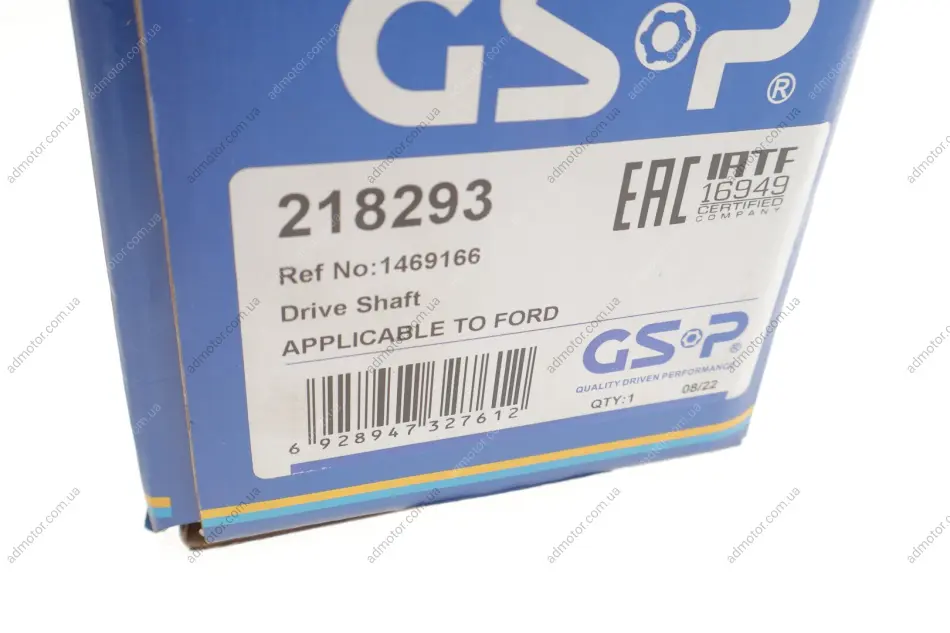 GSP®
218293
EAC
IATF
16949
CERTIFIED
COMPANY
Ref No:1469166
Drive Shaft
APPLICABLE TO FORD
GSP®
QUALITY DRIVEN PERFORMANCE
QTY:1 08/22
6 928947 327612
admotor.com.ua